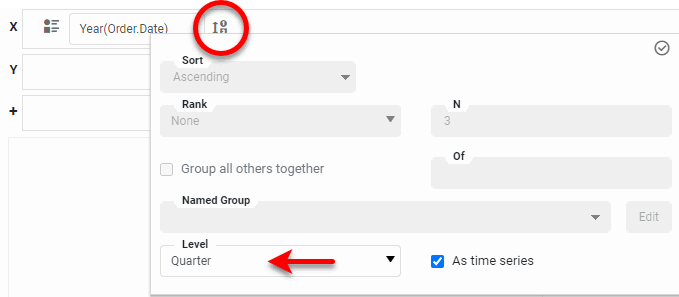 X
Year(Order.Date)
Y
+
Sort
Ascending
Rank
None
N
3
Group all others together
Of
Named Group
Edit
Level
Quarter
As time series